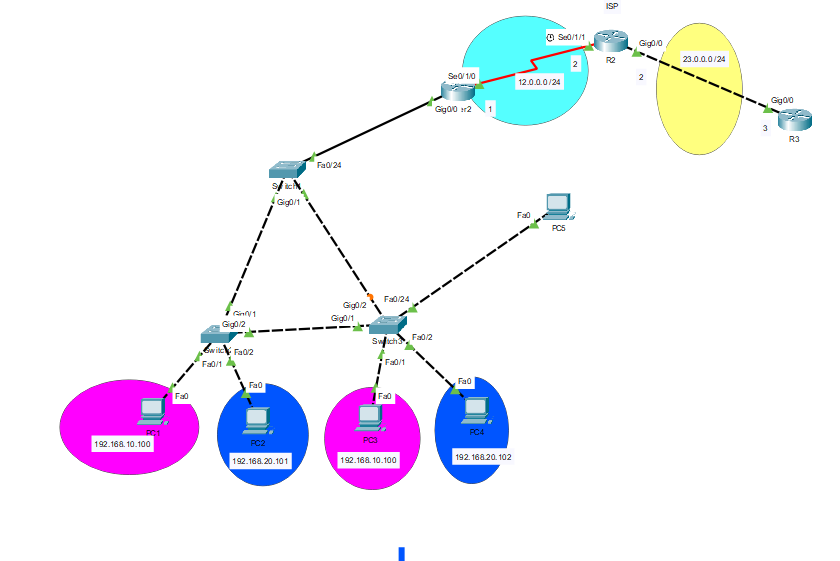 ISP
Se0/1/1
R2
Gig0/0
2
12.0.0.0 /24
23.0.0.0 /24
2
Se0/1/0
Gig0/0
1
Gig0/0
3
R3
Fa0/24
Gig0/1
Fa0
PC5
Gig0/2
Fa0/24
Gig0/1
Gig0/2
Gig0/1
Switch3
Fa0/2
Fa0/2
Fa0/1
Fa0/1
Fa0
Fa0
Fa0
Fa0
PC1
PC2
PC3
PC4
192.168.10.100
192.168.20.101
192.168.10.100
192.168.20.102